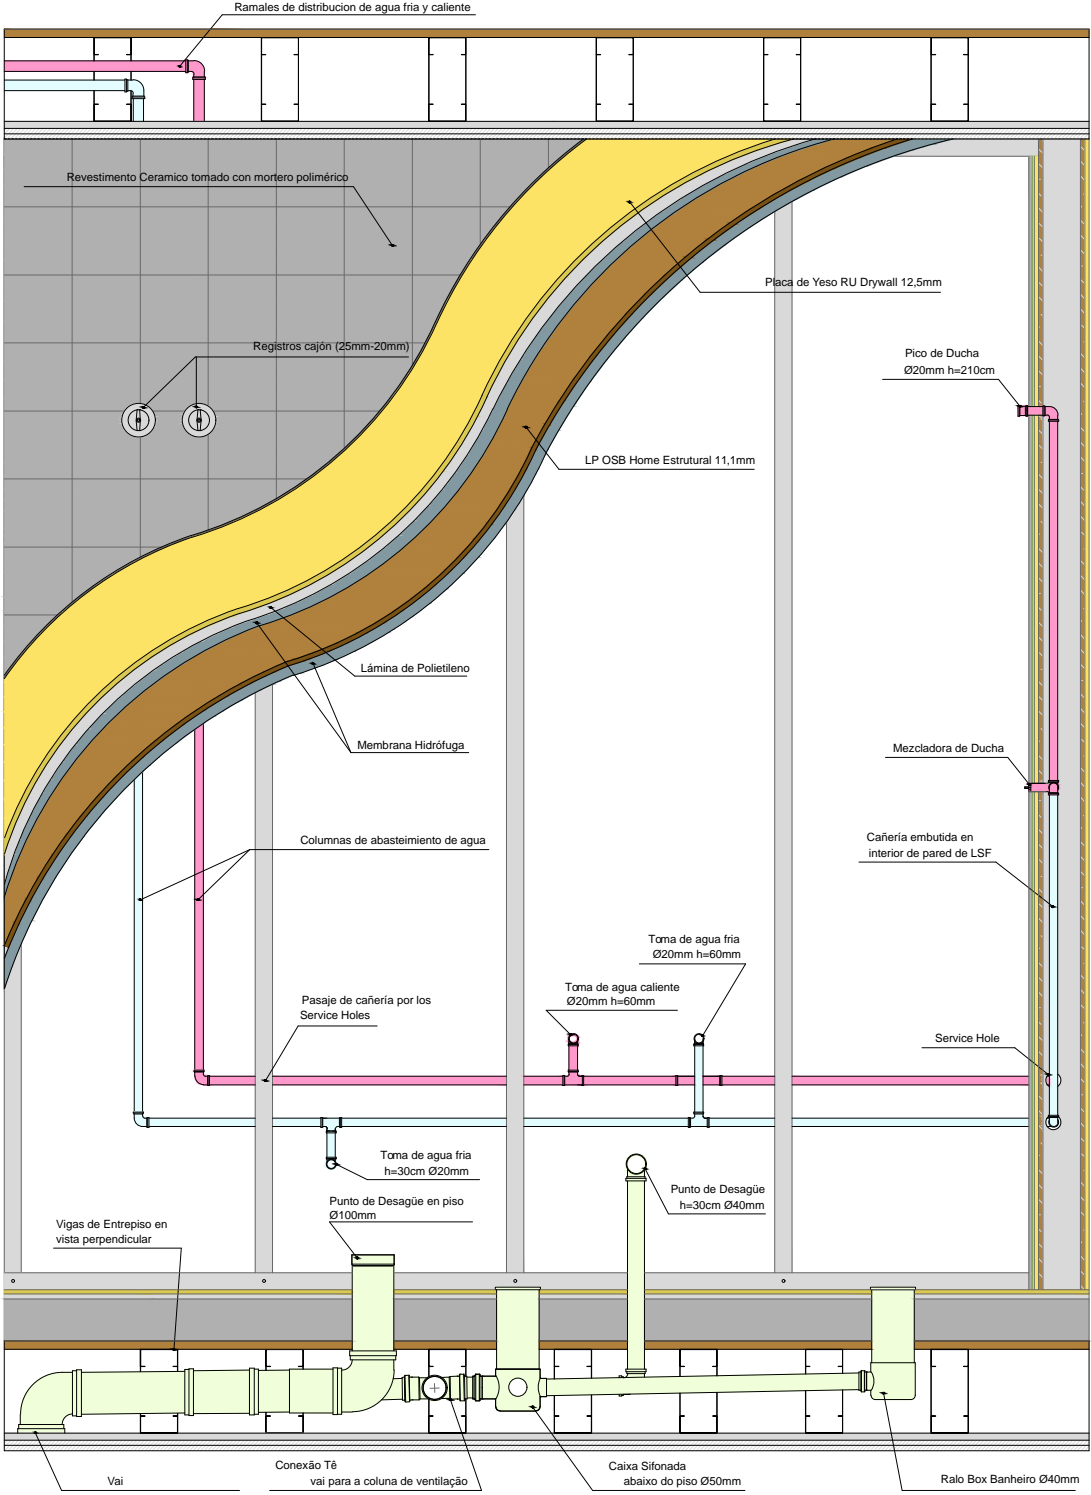 Ramales de distribucion de agua fria y caliente
Revestimento Ceramico tomado con mortero polimérico
Placa de Yeso RU Drywall 12,5mm
Registros cajón (25mm-20mm)
Pico de Ducha
Ø20mm h=210cm
LP OSB Home Estrutural 11,1mm
Lámina de Polietileno
Membrana Hidrófuga
Mezcladora de Ducha
Columnas de abasteimiento de agua
Cañería embutida en
interior de pared de LSF
Toma de agua fria
Ø20mm h=60mm
Toma de agua caliente
Ø20mm h=60mm
Pasaje de cañería por los
Service Holes
Service Hole
Toma de agua fria
h=30cm Ø20mm
Punto de Desagüe
h=30cm Ø40mm
Punto de Desagüe en piso
Ø100mm
Vigas de Entrepiso en
vista perpendicular
Vai
Conexão Tê
vai para a coluna de ventilação
Caixa Sifonada
abaixo do piso Ø50mm
Ralo Box Banheiro Ø40mm